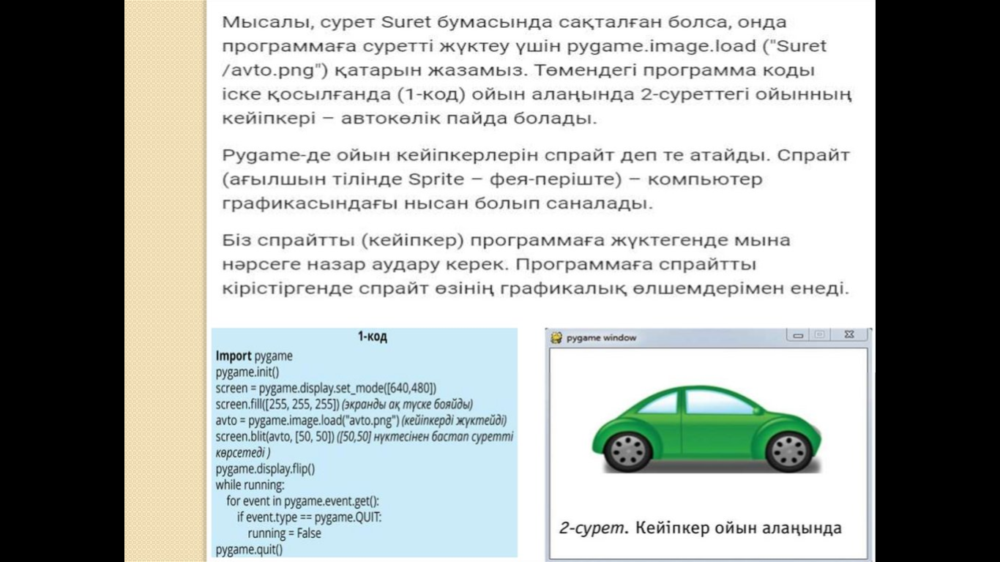 Мысалы, сурет Suret бумасында сақталған болса, онда
программаға суретті жүктеу үшін pygame.image.load ("Suret
/avto.png") қатарын жазамыз. Төмендегі программа коды
іске қосылғанда (1-код) ойын алаңында 2-суреттегі ойынның
кейіпкері – автокөлік пайда болады.
Pygame-де ойын кейіпкерлерін спрайт деп те атайды. Спрайт
(ағылшын тілінде Sprite – фея-періште) – компьютер
графикасындағы нысан болып саналады.
Біз спрайтты (кейіпкер) программаға жүктегенде мына
нәрсеге назар аудару керек. Программаға спрайтты
кірістіргенде спрайт өзінің графикалық өлшемдерімен енеді.
1-код
Import pygame
pygame.init()
screen = pygame.display.set_mode([640,480])
screen.fill([255, 255, 255]) (экранды ақ түске бояйды)
avto = pygame.image.load("avto.png") (кейіпкерді жүктейді)
screen.blit(avto, [50, 50]) ([50,50] нүктесінен бастап суретті
көрсетеді )
pygame.display.flip()
while running:
for event in pygame.event.get():
if event.type == pygame.QUIT:
running = False
pygame.quit()
pygame window
2-сурет. Кейіпкер ойын алаңында